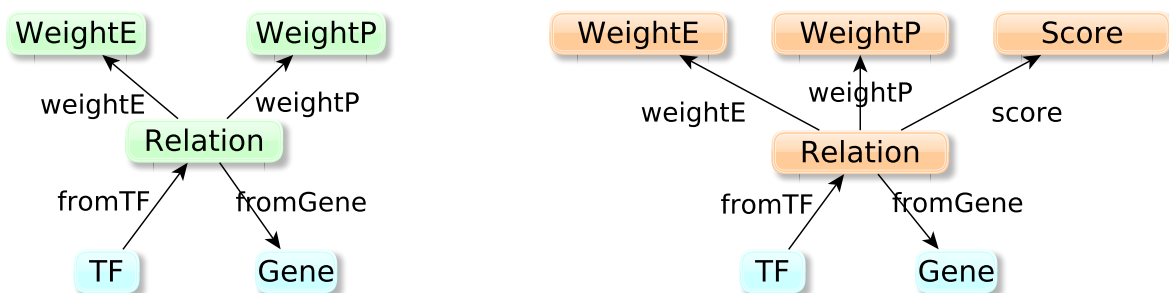 WeightE
WeightP
weightE
weightP
Relation
fromTF
fromGene
TF
Gene
WeightE
WeightP
Score
weightE
weightP
score
Relation
fromTF
fromGene
TF
Gene